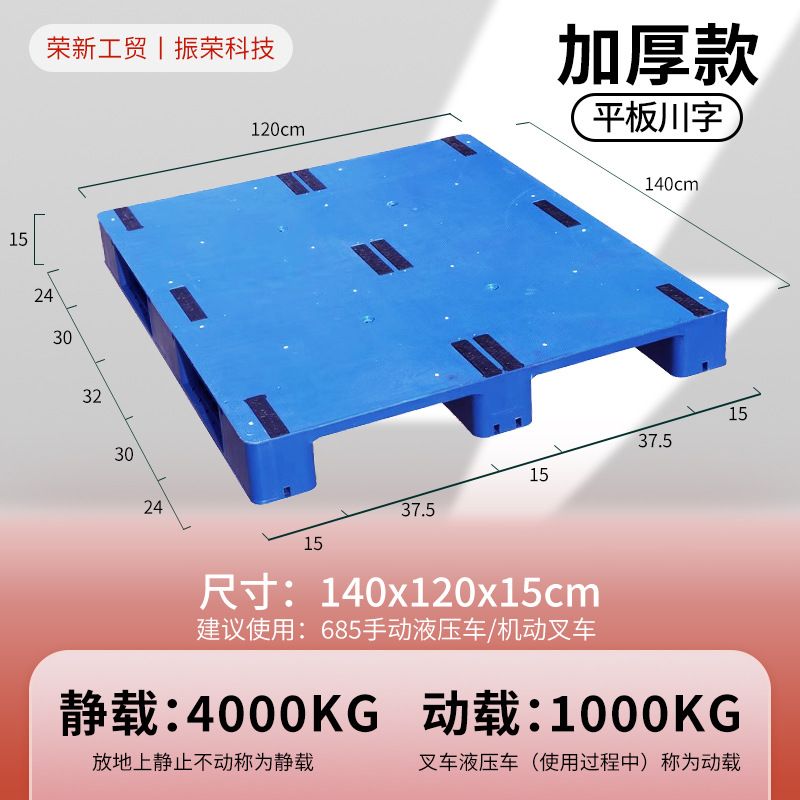 荣新工贸丨振荣科技
加厚款
平板川字
120cm
140cm
15
24
30
32
30
24
15
37.5
15
37.5
15
尺寸：140x120x15cm
建议使用：685手动液压车/机动叉车
静载：4000KG
放地上静止不动称为静载
动载：1000KG
叉车液压车（使用过程中）称为动载